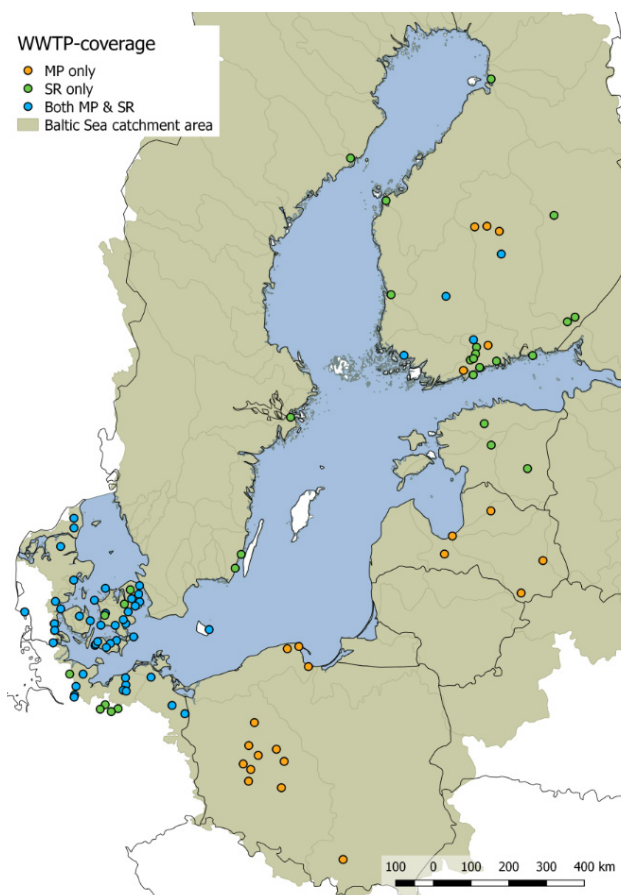 WWTP-coverage
MP only
SR only
Both MP & SR
Baltic Sea catchment area
100 0 100 200 300 400 km